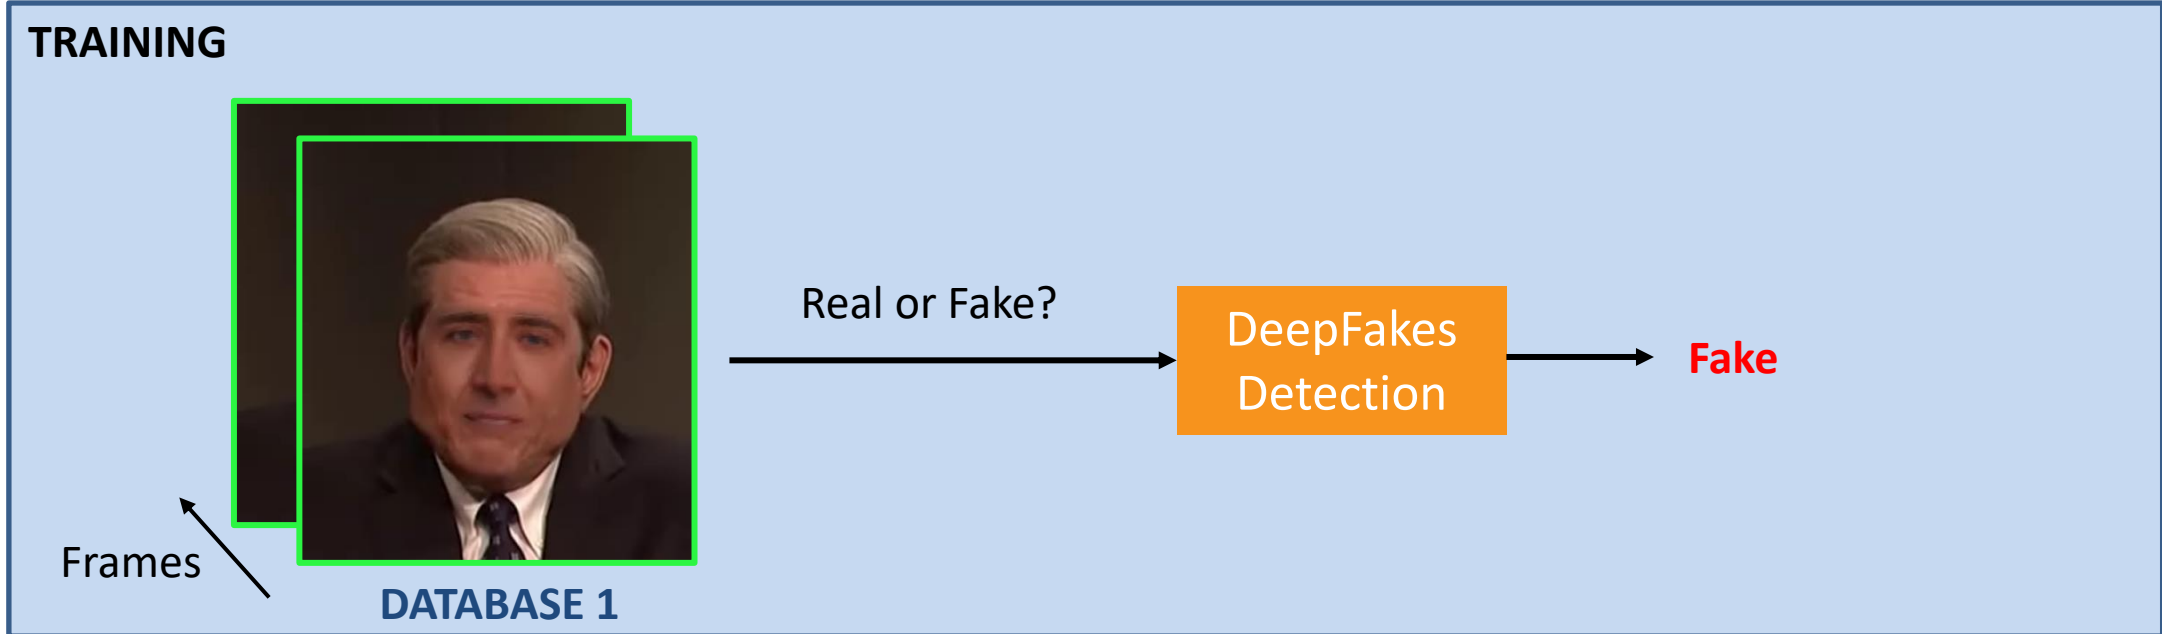 TRAINING
Real or Fake?
DeepFakes
Detection
Fake
Frames
DATABASE 1